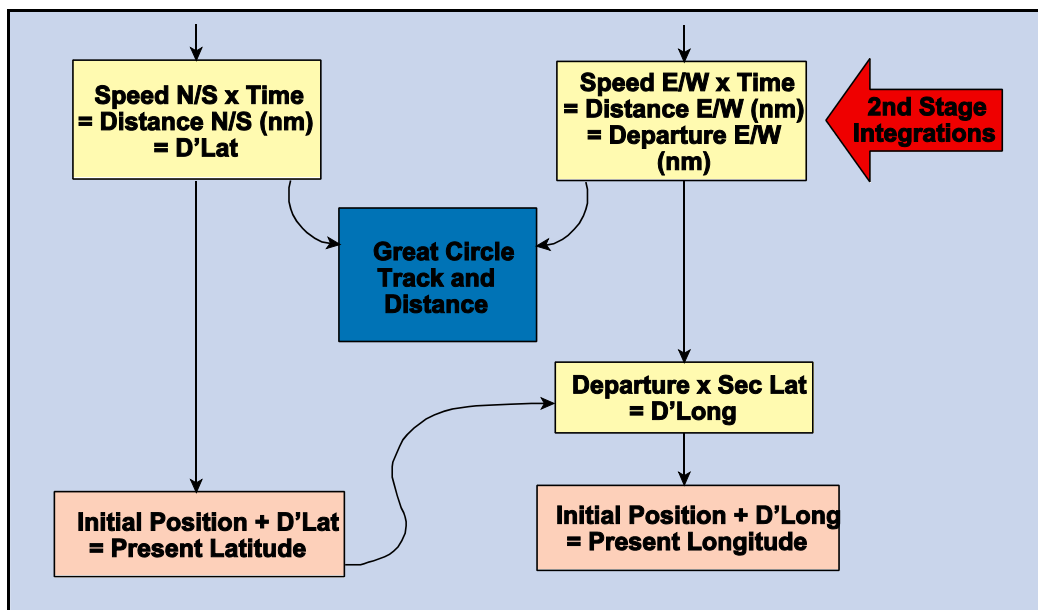 Speed N/S x Time
= Distance N/S (nm)
= D’Lat
Speed E/W x Time
= Distance E/W (nm)
= Departure E/W
(nm)
2nd Stage
Integrations
Great Circle
Track and
Distance
Departure x Sec Lat
= D’Long
Initial Position + D’Lat
= Present Latitude
Initial Position + D’Long
= Present Longitude